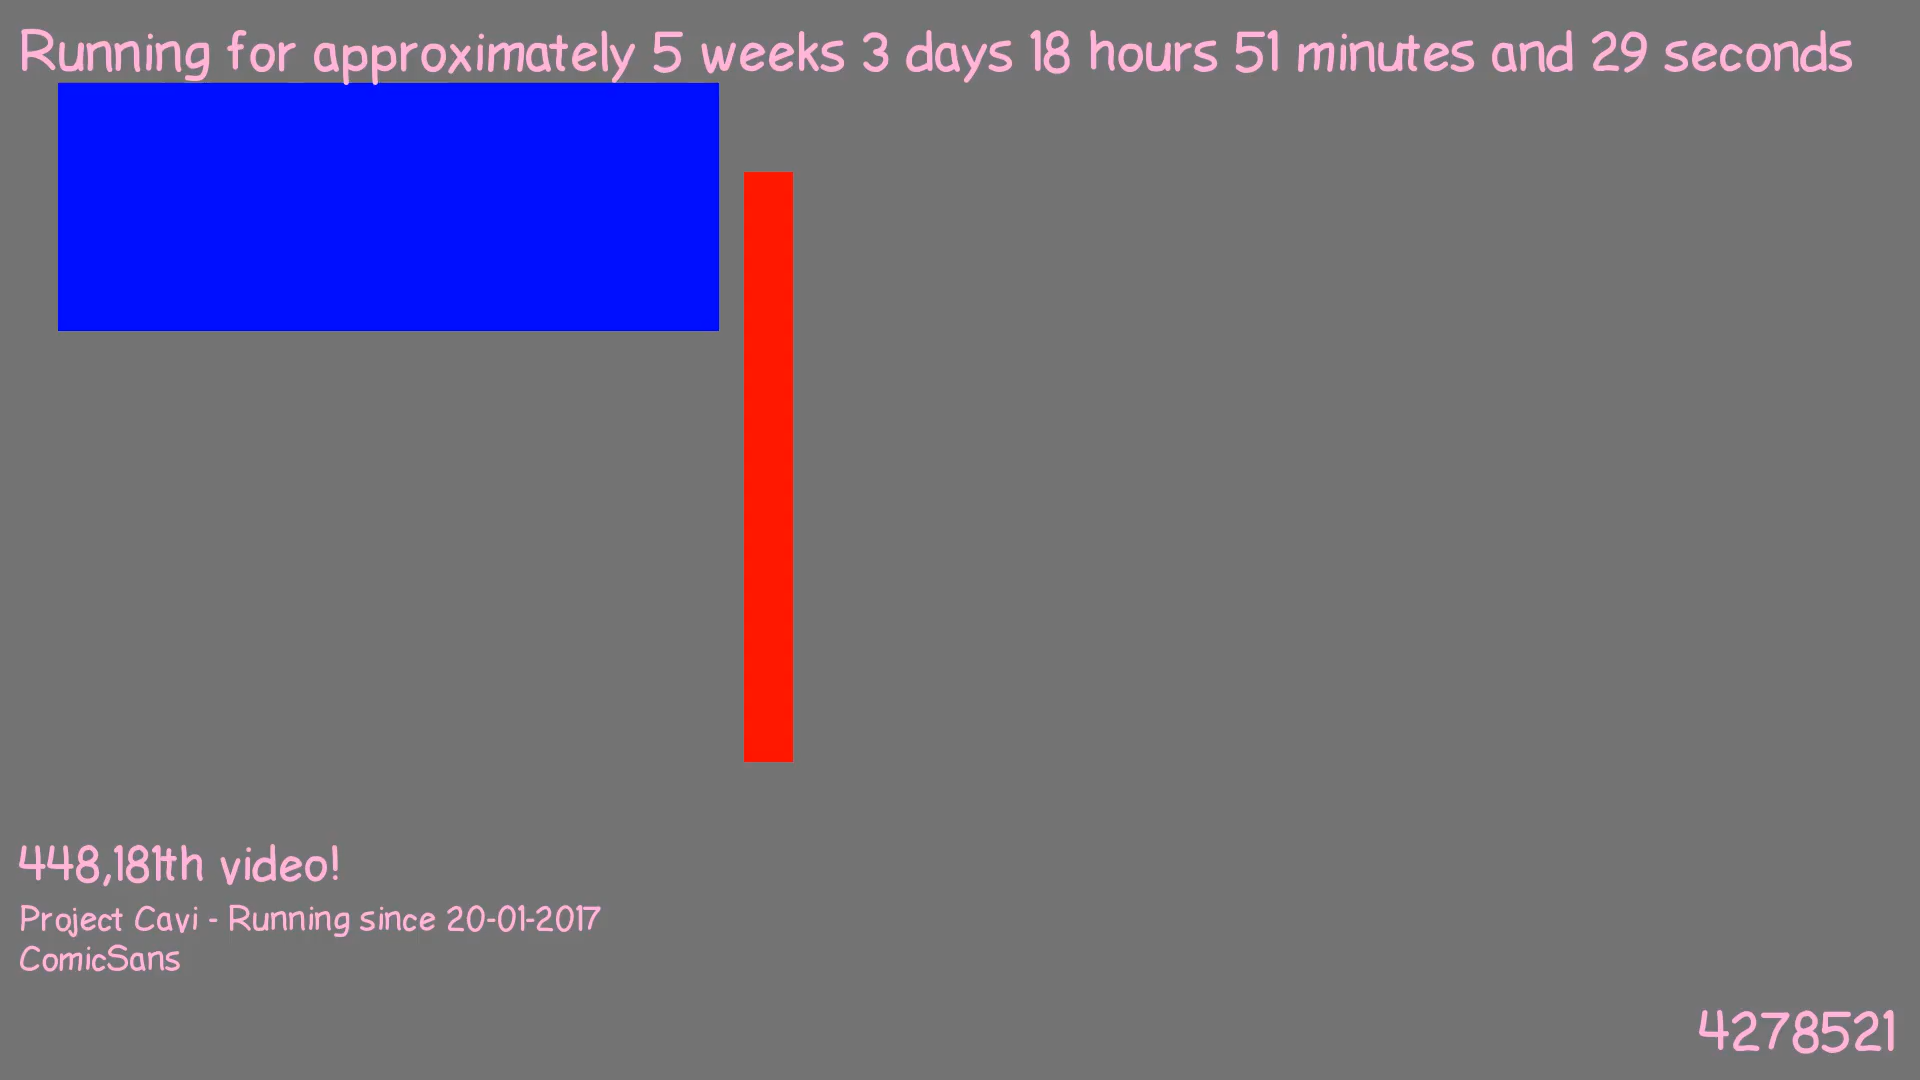 Running for approximately 5 weeks 3 days 18 hours 51 minutes and 29 seconds
448,181th video!
Project Cavi - Running since 20-01-2017
ComicSans
4278521